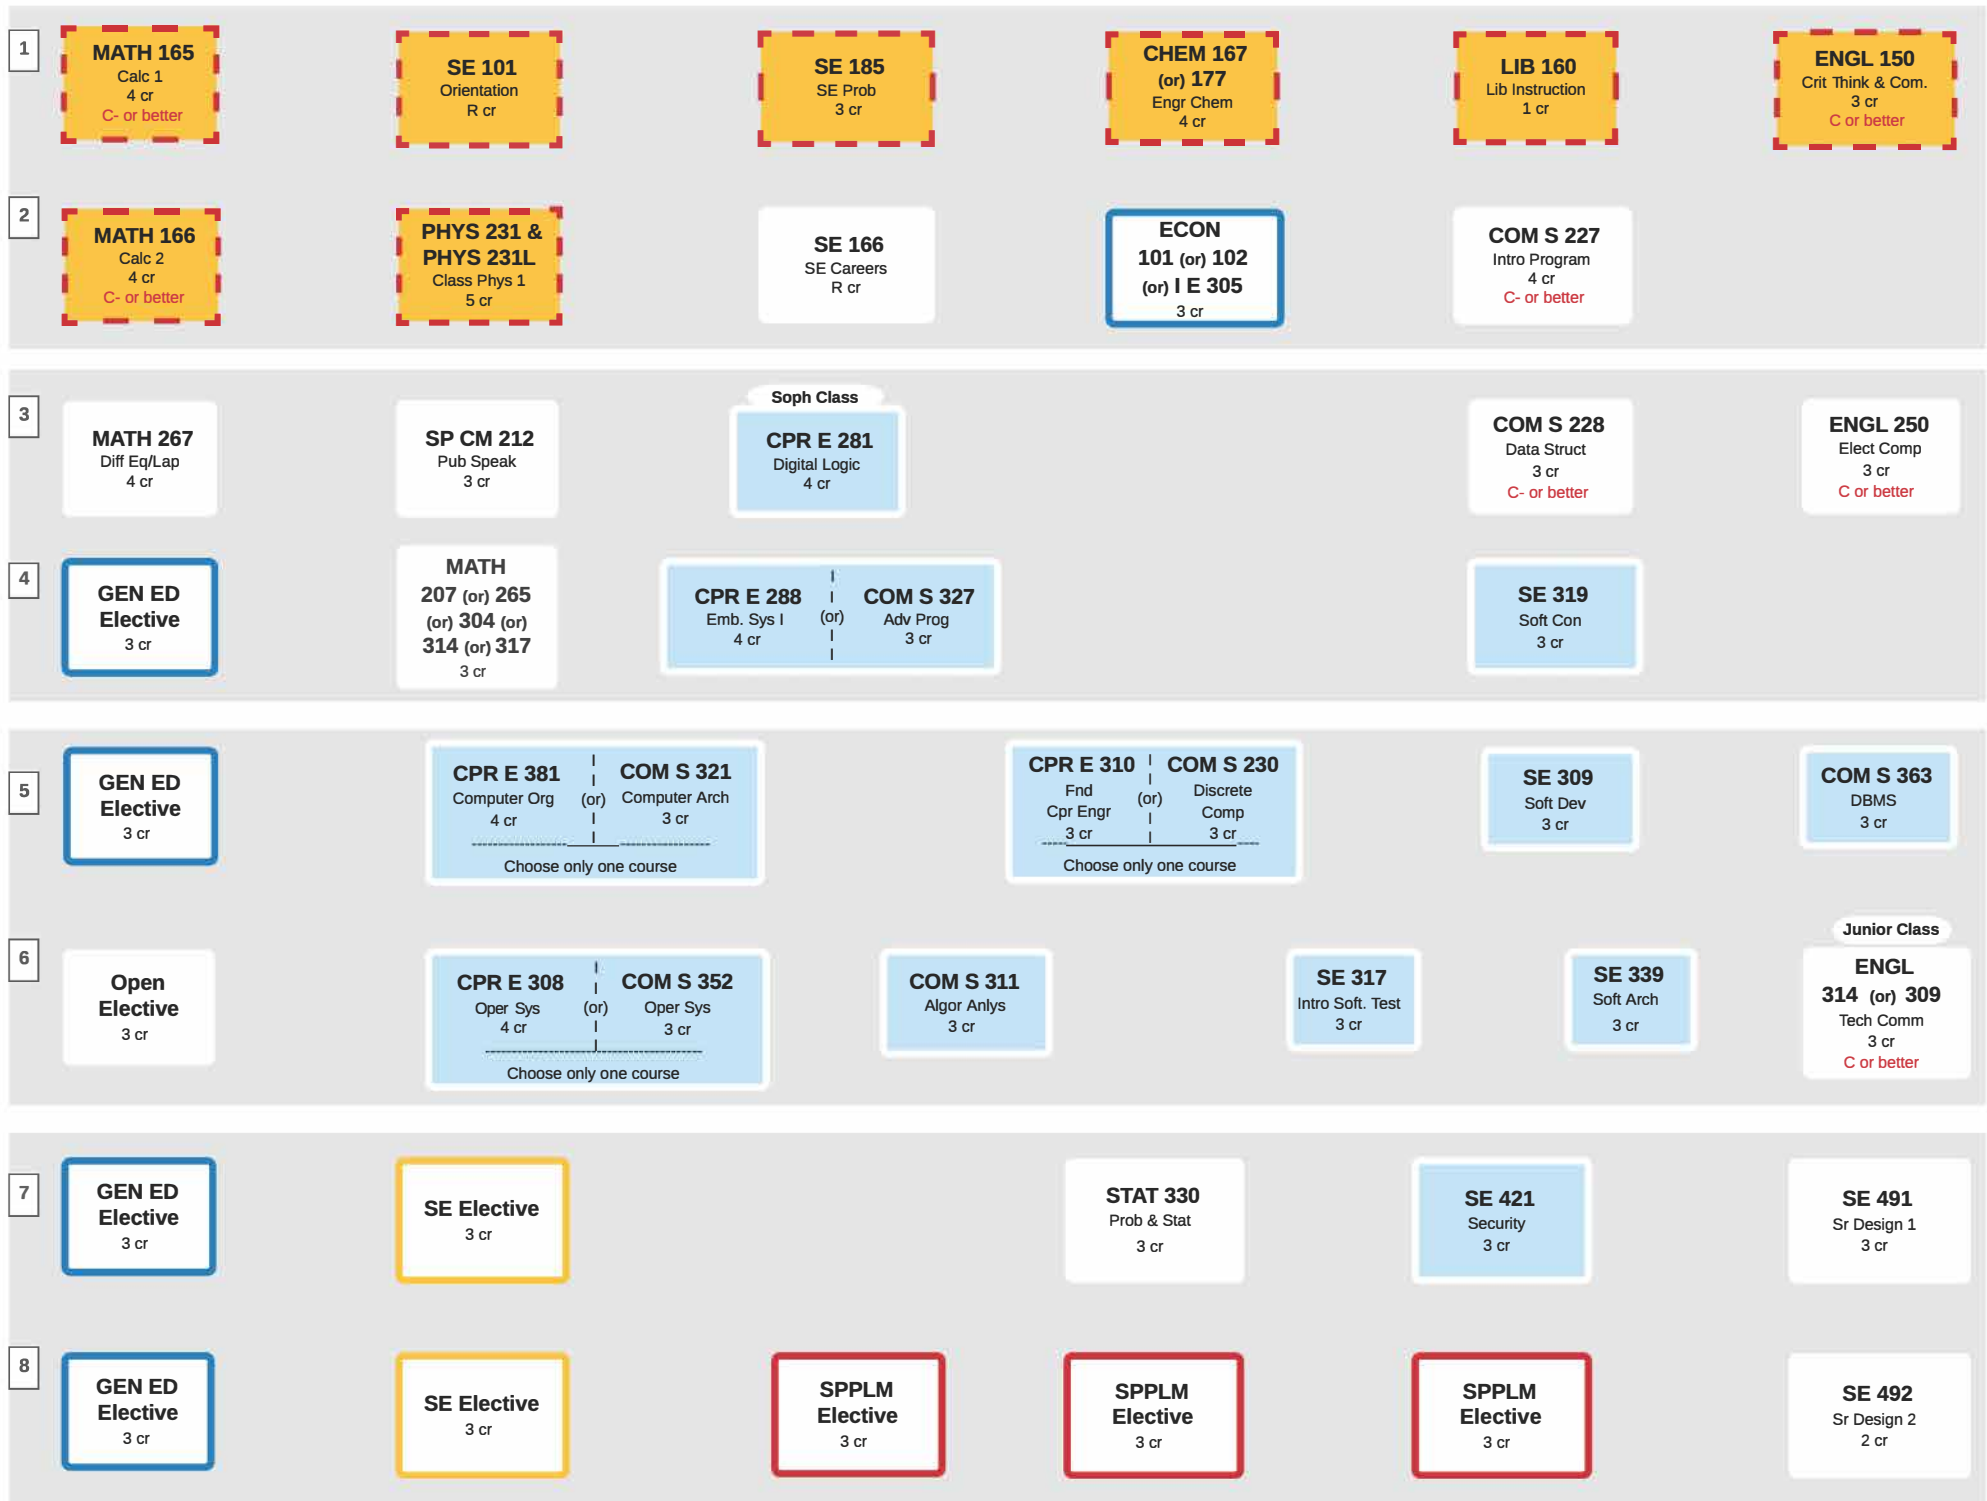 1
MATH 165
Calc 1
4 cr
C- or better
SE 101
Orientation
R cr
SE 185
SE Prob
3 cr
CHEM 167
(or) 177
Engr Chem
4 cr
LIB 160
Lib Instruction
1 cr
ENGL 150
Crit Think & Com.
3 cr
C or better
2
MATH 166
Calc 2
4 cr
C- or better
PHYS 231 &
PHYS 231L
Class Phys 1
5 cr
SE 166
SE Careers
R cr
ECON
101 (or) 102
(or) I E 305
3 cr
COM S 227
Intro Program
4 cr
C- or better
3
MATH 267
Diff Eq/Lap
4 cr
SP CM 212
Pub Speak
3 cr
Soph Class
CPR E 281
Digital Logic
4 cr
COM S 228
Data Struct
3 cr
C- or better
ENGL 250
Elect Comp
3 cr
C or better
4
GEN ED
Elective
3 cr
MATH
207 (or) 265
(or) 304 (or)
314 (or) 317
3 cr
CPR E 288
Emb. Sys I
4 cr
(or)
COM S 327
Adv Prog
3 cr
SE 319
Soft Con
3 cr
5
GEN ED
Elective
3 cr
CPR E 381
Computer Org
4 cr
(or)
COM S 321
Computer Arch
3 cr
Choose only one course
CPR E 310
Fnd
Cpr Engr
3 cr
(or)
COM S 230
Discrete
Comp
3 cr
Choose only one course
SE 309
Soft Dev
3 cr
COM S 363
DBMS
3 cr
6
Open
Elective
3 cr
CPR E 308
Oper Sys
4 cr
(or)
COM S 352
Oper Sys
3 cr
Choose only one course
COM S 311
Algor Anlys
3 cr
SE 317
Intro Soft. Test
3 cr
SE 339
Soft Arch
3 cr
Junior Class
ENGL
314 (or) 309
Tech Comm
3 cr
C or better
7
GEN ED
Elective
3 cr
SE Elective
3 cr
STAT 330
Prob & Stat
3 cr
SE 421
Security
3 cr
SE 491
Sr Design 1
3 cr
8
GEN ED
Elective
3 cr
SE Elective
3 cr
SPPLM
Elective
3 cr
SPPLM
Elective
3 cr
SPPLM
Elective
3 cr
SE 492
Sr Design 2
2 cr